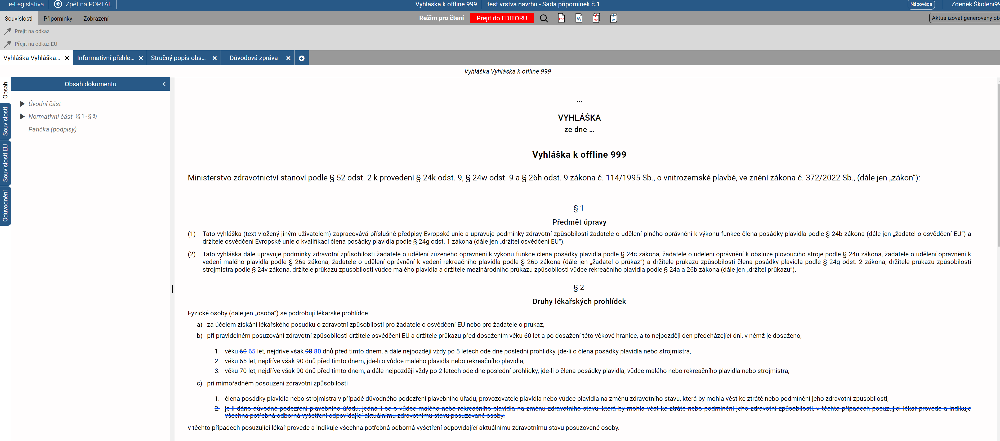 e-Legislativa
Zpět na PORTÁL
Vyhláška k offline 999
test vrstva navrhu - Sada připomínek č.1
Nápověda
Zdeněk Školení99
Souvislosti
Připomínky
Zobrazení
Režim pro čtení
Přejít do EDITORU
PDF
W
PDF
W
Aktualizovat generovaný ob
Přejít na odkaz
Přejít na odkaz EU
Vyhláška Vyhláška...
Informativní přehle...
Stručný popis obs...
Důvodová zpráva
Vyhláška Vyhláška k offline 999
Obsah
Souvislosti
Souvislosti EU
Odůvodnění
Obsah dokumentu
Úvodní část
Normativní část (§ 1 - § 8)
Patička (podpisy)
...
VYHLÁŠKA
ze dne ...
Vyhláška k offline 999
Ministerstvo zdravotnictví stanoví podle § 52 odst. 2 k provedení § 24k odst. 9, § 24w odst. 9 a § 26h odst. 9 zákona č. 114/1995 Sb., o vnitrozemské plavbě, ve znění zákona č. 372/2022 Sb., (dále jen „zákon“):
§ 1
Předmět úpravy
(1) Tato vyhláška (text vložený jiným uživatelem) zapracovává příslušné předpisy Evropské unie a upravuje podmínky zdravotní způsobilosti žadatele o udělení plného oprávnění k výkonu funkce člena posádky plavidla podle § 24b zákona (dále jen „žadatel o osvědčení EU“) a
držitele osvědčení Evropské unie o kvalifikaci člena posádky plavidla podle § 24g odst. 1 zákona (dále jen „držitel osvědčení EU“).
(2) Tato vyhláška dále upravuje podmínky zdravotní způsobilosti žadatele o udělení zúženého oprávnění k výkonu funkce člena posádky plavidla podle § 24c zákona, žadatele o udělení oprávnění k obsluze plovoucího stroje podle § 24u zákona, žadatele o udělení oprávnění k
vedení malého plavidla podle § 26a zákona, žadatele o udělení oprávnění k vedení rekreačního plavidla podle § 26b zákona (dále jen „žadatel o průkaz“) a držitele průkazu způsobilosti člena posádky plavidla podle § 24g odst. 2 zákona, držitele průkazu způsobilosti
strojmistra podle § 24v zákona, držitele průkazu způsobilosti vůdce malého plavidla a držitele mezinárodního průkazu způsobilosti vůdce rekreačního plavidla podle § 24a a 26b zákona (dále jen „držitel průkazu“).
§ 2
Druhy lékařských prohlídek
Fyzické osoby (dále jen „osoba“) se podrobují lékařské prohlídce
a) za účelem získání lékařského posudku o zdravotní způsobilosti pro žadatele o osvědčení EU nebo pro žadatele o průkaz,
b) při pravidelném posuzování zdravotní způsobilosti držitele osvědčení EU a držitele průkazu před dosažením věku 60 let a po dosažení této věkové hranice, a to nejpozději den předcházející dni, v němž je dosaženo,
1. věku 60 65 let, nejdříve však 90 80 dnů před tímto dnem, a dále nejpozději vždy po 5 letech ode dne poslední prohlídky, jde-li o člena posádky plavidla nebo strojmistra,
2. věku 65 let, nejdříve však 90 dnů před tímto dnem, jde-li o vůdce malého plavidla nebo rekreačního plavidla,
3. věku 70 let, nejdříve však 90 dnů před tímto dnem, a dále nejpozději vždy po 2 letech ode dne poslední prohlídky, jde-li o člena posádky plavidla, vůdce malého nebo rekreačního plavidla nebo strojmistra,
c) při mimořádném posouzení zdravotní způsobilosti
1. člena posádky plavidla nebo strojmistra v případě důvodného podezření plavebního úřadu, provozovatele plavidla nebo vůdce plavidla na změnu zdravotního stavu, která by mohla vést ke ztrátě nebo podmínění jeho zdravotní způsobilosti,
2. je-li dáno důvodné podezření plavebního úřadu, jedná-li se o vůdce malého nebo rekreačního plavidla na změnu zdravotního stavu, která by mohla vést ke ztrátě nebo podmínění jeho zdravotní způsobilosti, v těchto případech posuzující lékař provede a indikuje
všechna potřebná odborná vyšetření odpovídající aktuálnímu zdravotnímu stavu posuzované osoby.
v těchto případech posuzující lékař provede a indikuje všechna potřebná odborná vyšetření odpovídající aktuálnímu zdravotnímu stavu posuzované osoby.